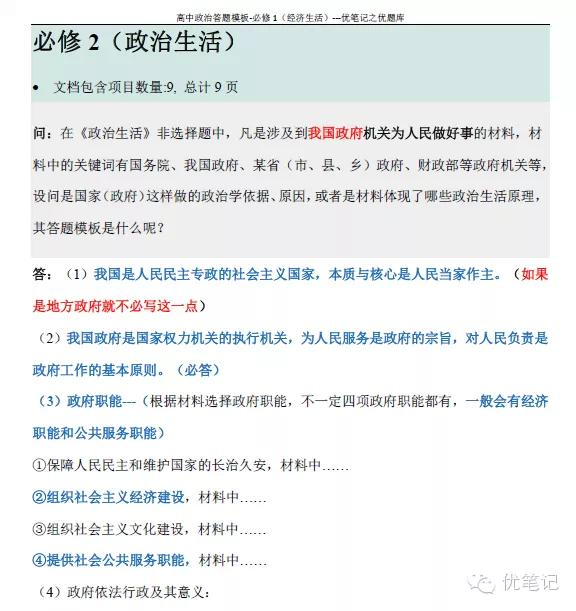 高中政治答题模板-必修 1（经济生活）---优笔记之优题库
必修 2（政治生活）
• 文档包含项目数量:9, 总计 9 页
问：在《政治生活》非选择题中，凡是涉及到我国政府机关为人民做好事的材料，材
料中的关键词有国务院、我国政府、某省（市、县、乡）政府、财政部等政府机关等，
设问是国家（政府）这样做的政治学依据、原因，或者是材料体现了哪些政治生活原理，
其答题模板是什么呢？
答：（1）我国是人民民主专政的社会主义国家，本质与核心是人民当家作主。（如果
是地方政府就不必写这一点）
（2）我国政府是国家权力机关的执行机关，为人民服务是政府的宗旨，对人民负责是
政府工作的基本原则。（必答）
（3）政府职能---（根据材料选择政府职能，不一定四项政府职能都有，一般会有经济
职能和公共服务职能）
①保障人民民主和维护国家的长治久安，材料中……
②组织社会主义经济建设，材料中……
③组织社会主义文化建设，材料中……
④提供社会公共服务职能，材料中……
（4）政府依法行政及其意义：
优笔记